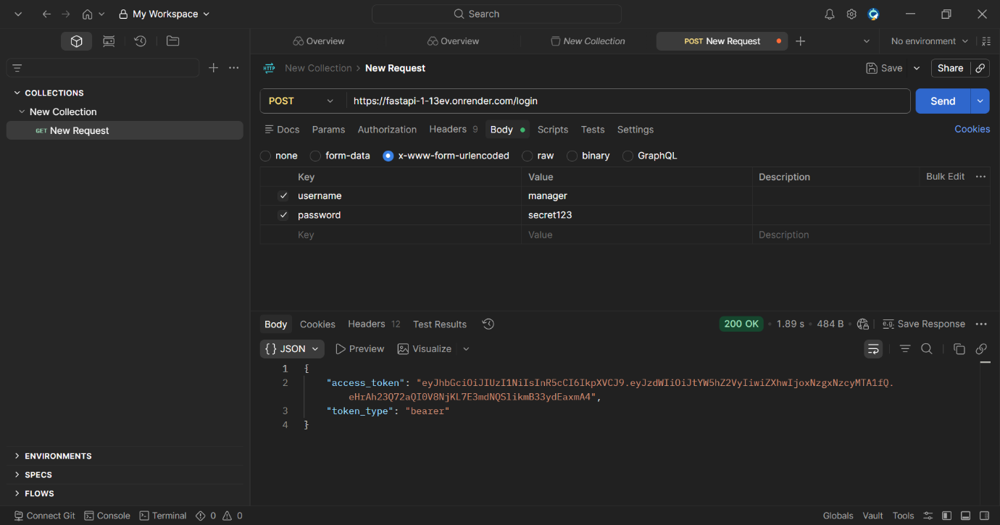 My Workspace
Search
Overview
Overview
New Collection
POST New Request
No environment
HTTP New Collection > New Request
Save
Share
COLLECTIONS
New Collection
GET New Request
POST
https://fastapi-1-13ev.onrender.com/login
Send
Docs Params Authorization Headers 9 Body Scripts Tests Settings
Cookies
none form-data x-www-form-urlencoded raw binary GraphQL
Key Value Description Bulk Edit
username manager
password secret123
Key Value Description
Body Cookies Headers 12 Test Results
200 OK 1.89 s 484 B e.g. Save Response
{} JSON Preview Visualize
1 {
2 "access_token": "eyJhbGciOiJIUzI1NiIsInR5cCI6IkpXVCJ9.eyJzdWIiOiJtYW5hZ2VyIiwiZXhwIjoxNzgxNzcyMTA1fQ.
eHrAh23Q72aQI0V8NjKL7E3mdNQSlikmB33ydEaxmA4",
3 "token_type": "bearer"
4 }
ENVIRONMENTS
SPECS
FLOWS
Connect Git Console Terminal 0 0
Globals Vault Tools